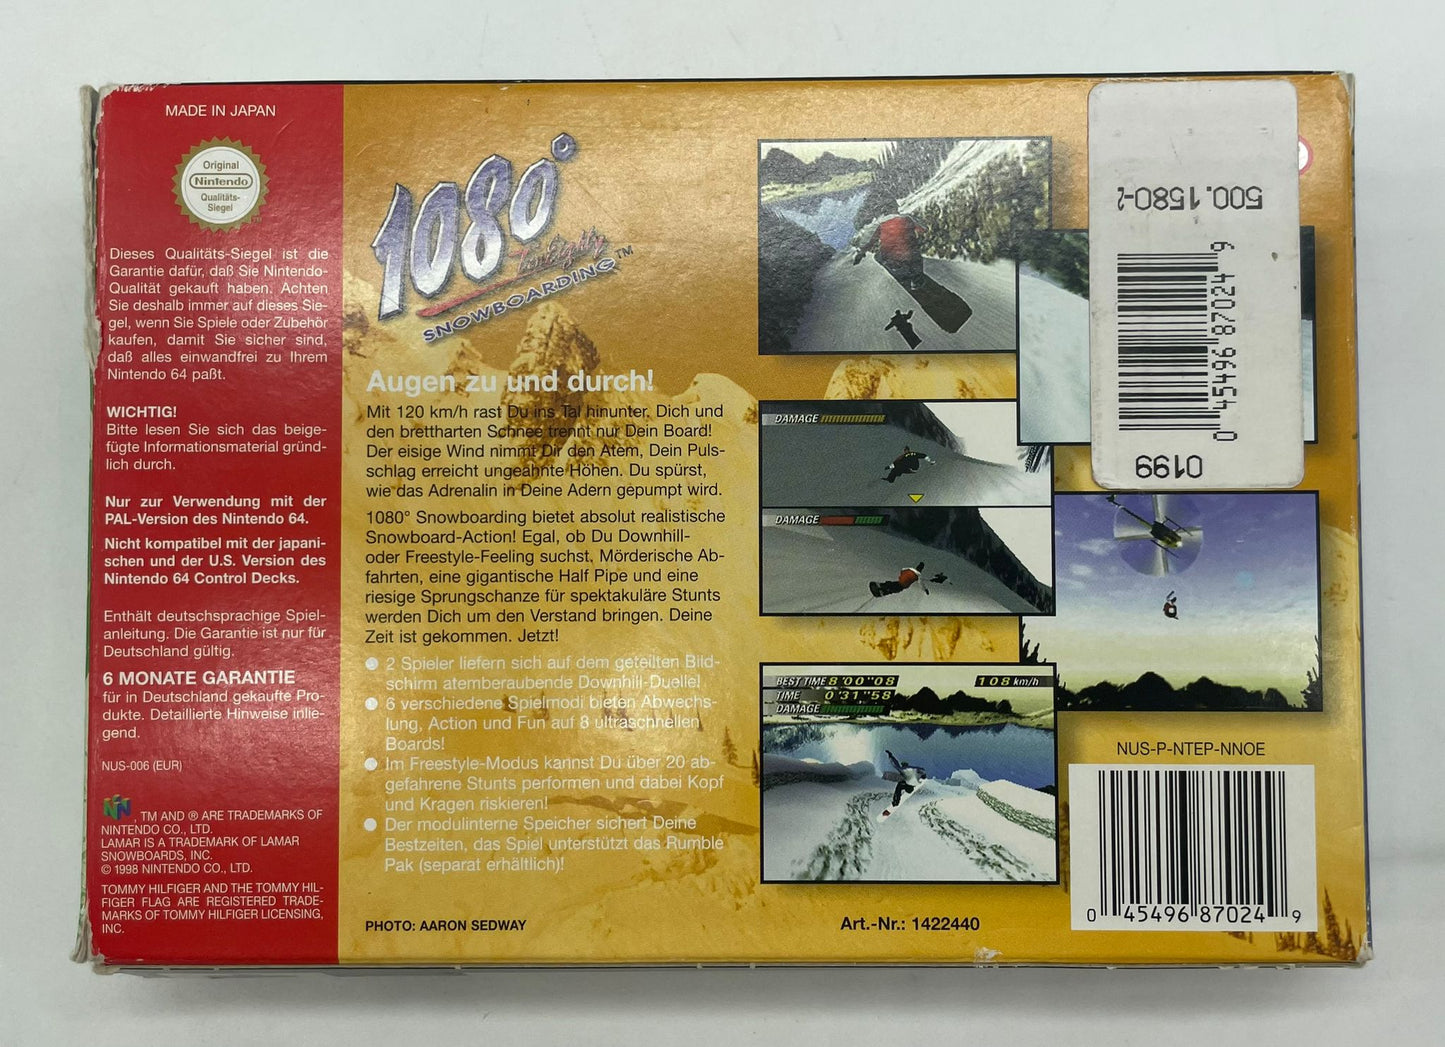 MADE IN JAPAN
Original
Nintendo
Qualitäts-
Siegel
Dieses Qualitäts-Siegel ist die
Garantie dafür, daß Sie Nintendo-
Qualität gekauft haben. Achten
Sie deshalb immer auf dieses Sie-
gel, wenn Sie Spiele oder Zubehör
kaufen, damit Sie sicher sind,
daß alles einwandfrei zu Ihrem
Nintendo 64 paßt.
WICHTIG!
Bitte lesen Sie sich das beige-
fügte Informationsmaterial gründ-
lich durch.
Nur zur Verwendung mit der
PAL-Version des Nintendo 64.
Nicht kompatibel mit der japani-
schen und der U.S. Version des
Nintendo 64 Control Decks.
Enthält deutschsprachige Spiel-
anleitung. Die Garantie ist nur für
Deutschland gültig.
6 MONATE GARANTIE
für in Deutschland gekaufte Pro-
dukte. Detaillierte Hinweise inlie-
gend.
NUS-006 (EUR)
, TM AND ® ARE TRADEMARKS OF
NINTENDO CO., LTD.
LAMAR IS A TRADEMARK OF LAMAR
SNOWBOARDS, INC.
© 1998 NINTENDO CO., LTD.
TOMMY HILFIGER AND THE TOMMY HIL-
FIGER FLAG ARE REGISTERED TRADE-
MARKS OF TOMMY HILFIGER LICENSING,
INC.
1080°
Ten Eighty
SNOWBOARDING™
Augen zu und durch!
Mit 120 km/h rast Du ins Tal hinunter. Dich und
den brettharten Schnee trennt nur Dein Board!
Der eisige Wind nimmt Dir den Atem, Dein Puls-
schlag erreicht ungeahnte Höhen. Du spürst,
wie das Adrenalin in Deine Adern gepumpt wird.
1080° Snowboarding bietet absolut realistische
Snowboard-Action! Egal, ob Du Downhill-
oder Freestyle-Feeling suchst, Mörderische Ab-
fahrten, eine gigantische Half Pipe und eine
riesige Sprungschanze für spektakuläre Stunts
werden Dich um den Verstand bringen. Deine
Zeit ist gekommen. Jetzt!
● 2 Spieler liefern sich auf dem geteilten Bild-
schirm atemberaubende Downhill-Duelle!
● 6 verschiedene Spielmodi bieten Abwechs-
lung, Action und Fun auf 8 ultraschnellen
Boards!
● Im Freestyle-Modus kannst Du über 20 ab-
gefahrene Stunts performen und dabei Kopf
und Kragen riskieren!
● Der modulinterne Speicher sichert Deine
Bestzeiten, das Spiel unterstützt das Rumble
Pak (separat erhältlich)!
PHOTO: AARON SEDWAY
Art.-Nr.: 1422440
DAMAGE
DAMAGE
BEST TIME 8'00"08
108 km/h
TIME 0'31"58
DAMAGE
500.1580-2
0 45496 87024 9
0199
NUS-P-NTEP-NNOE
0 45496 87024 9